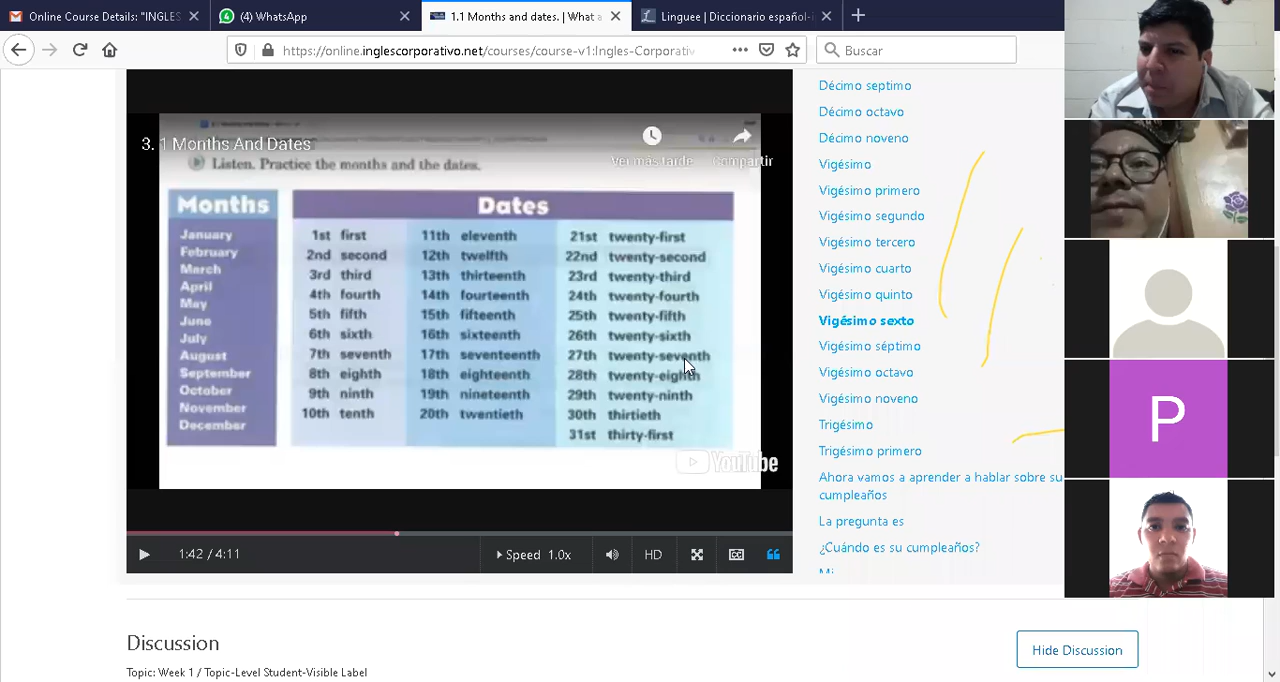 Online Course Details: "INGLES
(4) WhatsApp
1.1 Months and dates. | What a
Linguee | Diccionario español-i
https://online.inglescorporativo.net/courses/course-v1:Ingles-Corporativ
Buscar
3. 1 Months And Dates
Ver más tarde
Compartir
Listen. Practice the months and the dates.
Months
January
February
March
April
May
June
July
August
September
October
November
December
Dates
1st first
2nd second
3rd third
4th fourth
5th fifth
6th sixth
7th seventh
8th eighth
9th ninth
10th tenth
11th eleventh
12th twelfth
13th thirteenth
14th fourteenth
15th fifteenth
16th sixteenth
17th seventeenth
18th eighteenth
19th nineteenth
20th twentieth
21st twenty-first
22nd twenty-second
23rd twenty-third
24th twenty-fourth
25th twenty-fifth
26th twenty-sixth
27th twenty-seventh
28th twenty-eighth
29th twenty-ninth
30th thirtieth
31st thirty-first
YouTube
1:42 / 4:11
Speed 1.0x
HD
Décimo septimo
Décimo octavo
Décimo noveno
Vigésimo
Vigésimo primero
Vigésimo segundo
Vigésimo tercero
Vigésimo cuarto
Vigésimo quinto
Vigésimo sexto
Vigésimo séptimo
Vigésimo octavo
Vigésimo noveno
Trigésimo
Trigésimo primero
Ahora vamos a aprender a hablar sobre su
cumpleaños
La pregunta es
¿Cuándo es su cumpleaños?
Mi
P
Discussion
Hide Discussion
Topic: Week 1 / Topic-Level Student-Visible Label